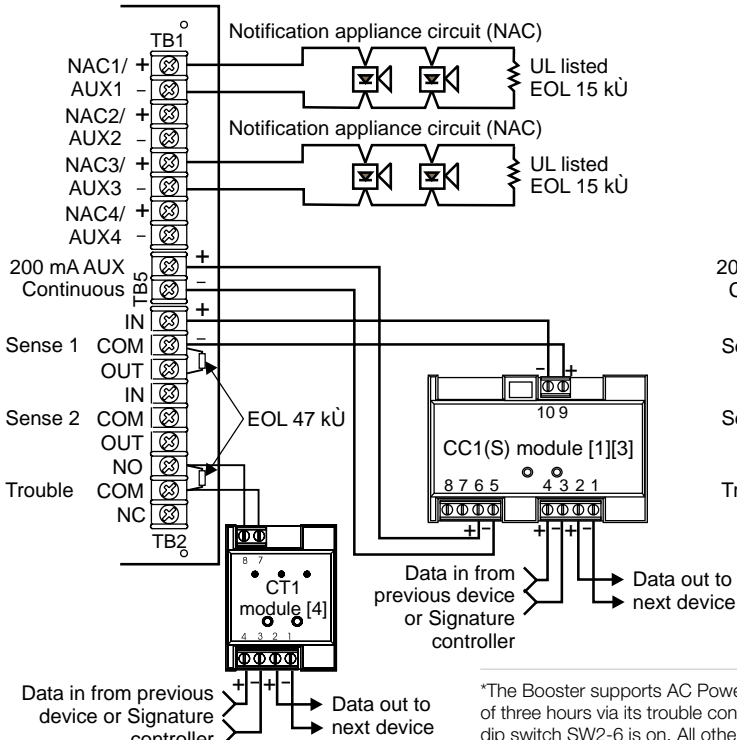 TB1
Notification appliance circuit (NAC)
NAC1/ +
AUX1 –
UL listed
EOL 15 kÙ
NAC2/ +
AUX2 –
Notification appliance circuit (NAC)
NAC3/ +
AUX3 –
UL listed
EOL 15 kÙ
NAC4/ +
AUX4 –
200 mA AUX +
Continuous –
TB5
IN +
Sense 1 COM –
OUT
IN
Sense 2 COM
OUT
EOL 47 kÙ
NO
Trouble COM
NC
TB2
– +
10 9
CC1(S) module [1][3]
8 7 6 5 4 3 2 1
+ – + – + –
Data in from
previous device
or Signature
controller
Data out to
next device
8 7
CT1
module [4]
4 3 2 1
+ – + –
Data in from previous
device or Signature
controller
Data out to
next device
*The Booster supports AC Powe
of three hours via its trouble con
dip switch SW2-6 is on. All othe
20
C
Se
Se
Tr